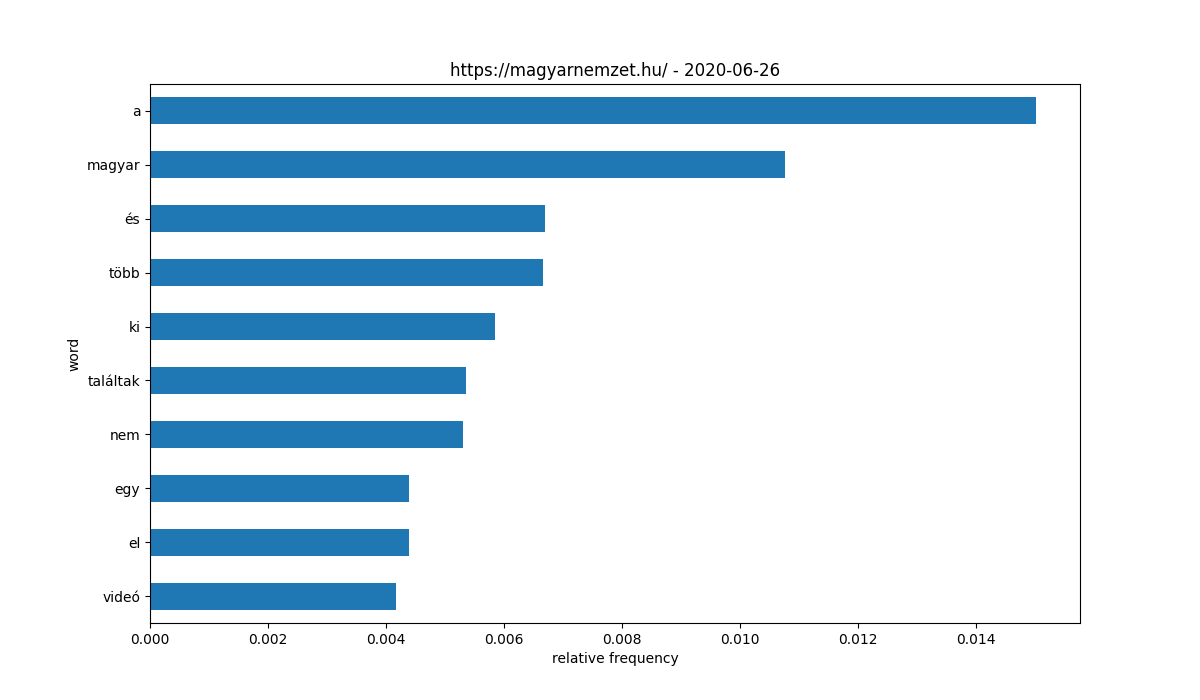 https://magyarnemzet.hu/ - 2020-06-26
a
magyar
és
több
ki
találtak
nem
egy
el
videó
word
0.000 0.002 0.004 0.006 0.008 0.010 0.012 0.014
relative frequency